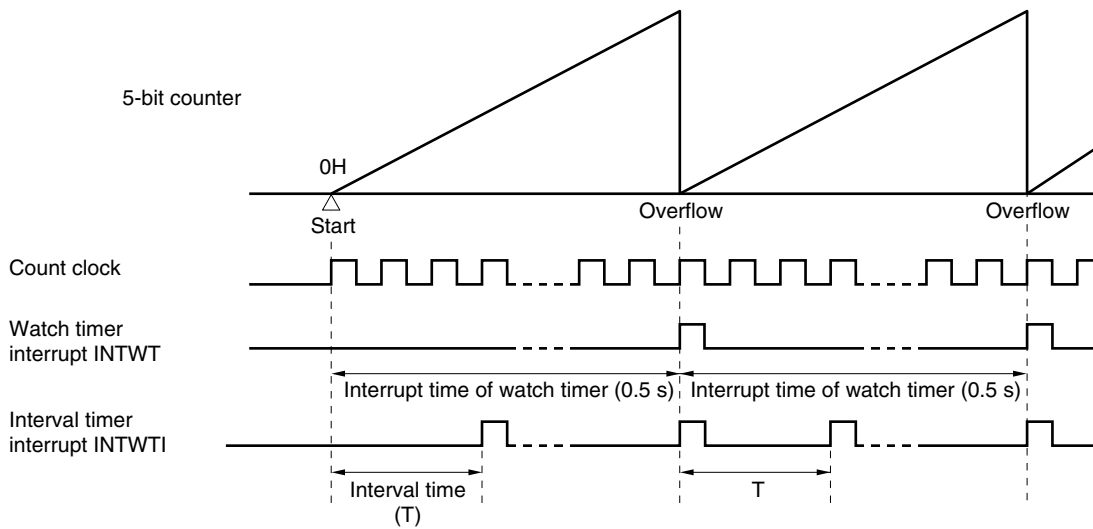 5-bit counter
0H
Start
Overflow
Overflow
Count clock
Watch timer
interrupt INTWT
Interrupt time of watch timer (0.5 s)
Interrupt time of watch timer (0.5 s)
Interval timer
interrupt INTWTI
Interval time
(T)
T